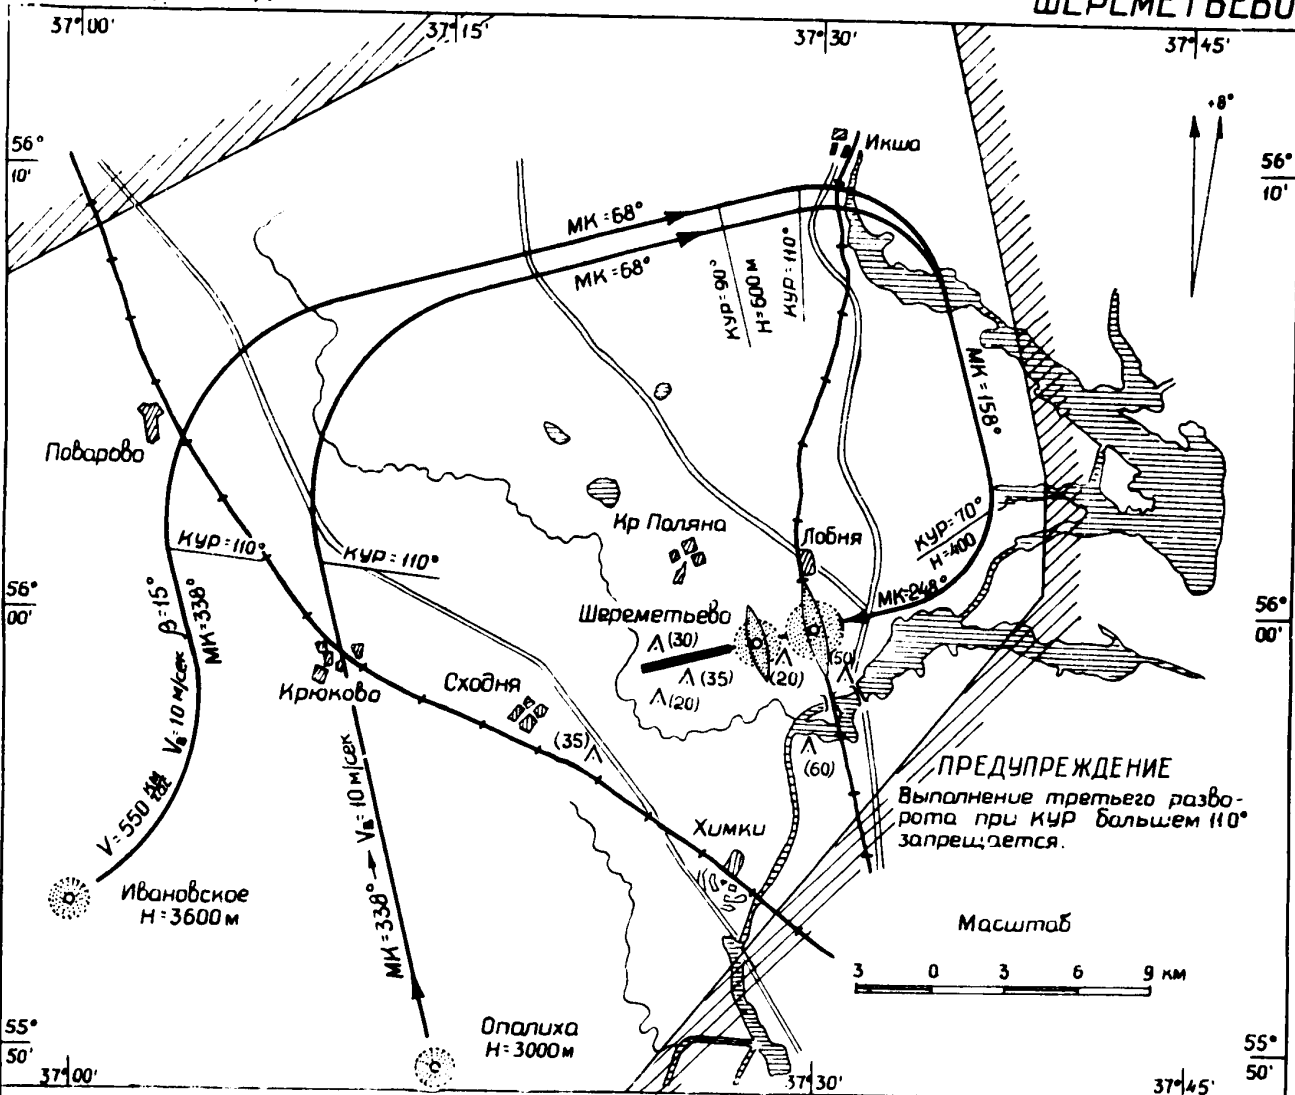 ШЕРЕМЕТЬЕВО
37°00'
37°15'
37°30'
37°45'
+8°
56°
10'
56°
10'
Икша
МК=68°
МК=68°
КУР=90°
Н=600м
КУР=110°
МК=158°
Поварово
Кр Поляна
Лобня
КУР=70°
Н=400
КУР=110°
КУР=110°
МК=248°
56°
00'
56°
00'
β=15°
МК=338°
Шереметьево
(30)
(35)
(20)
(20)
(50)
Крюково
Сходня
(35)
(60)
V=550 км
час
Vв=10 м/сек
МК=338° → Vв=10 м/сек
ПРЕДУПРЕЖДЕНИЕ
Выполнение третьего разво-
рота при КУР большем 110°
запрещается.
Химки
Ивановское
Н=3600м
Масштаб
3 0 3 6 9 км
Опалиха
Н=3000м
55°
50'
55°
50'
37°00'
37°30'
37°45'